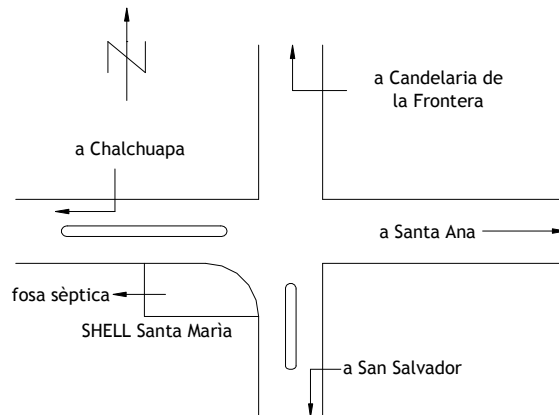 a Candelaria de
la Frontera
a Chalchuapa
a Santa Ana
fosa sèptica
SHELL Santa Marìa
a San Salvador